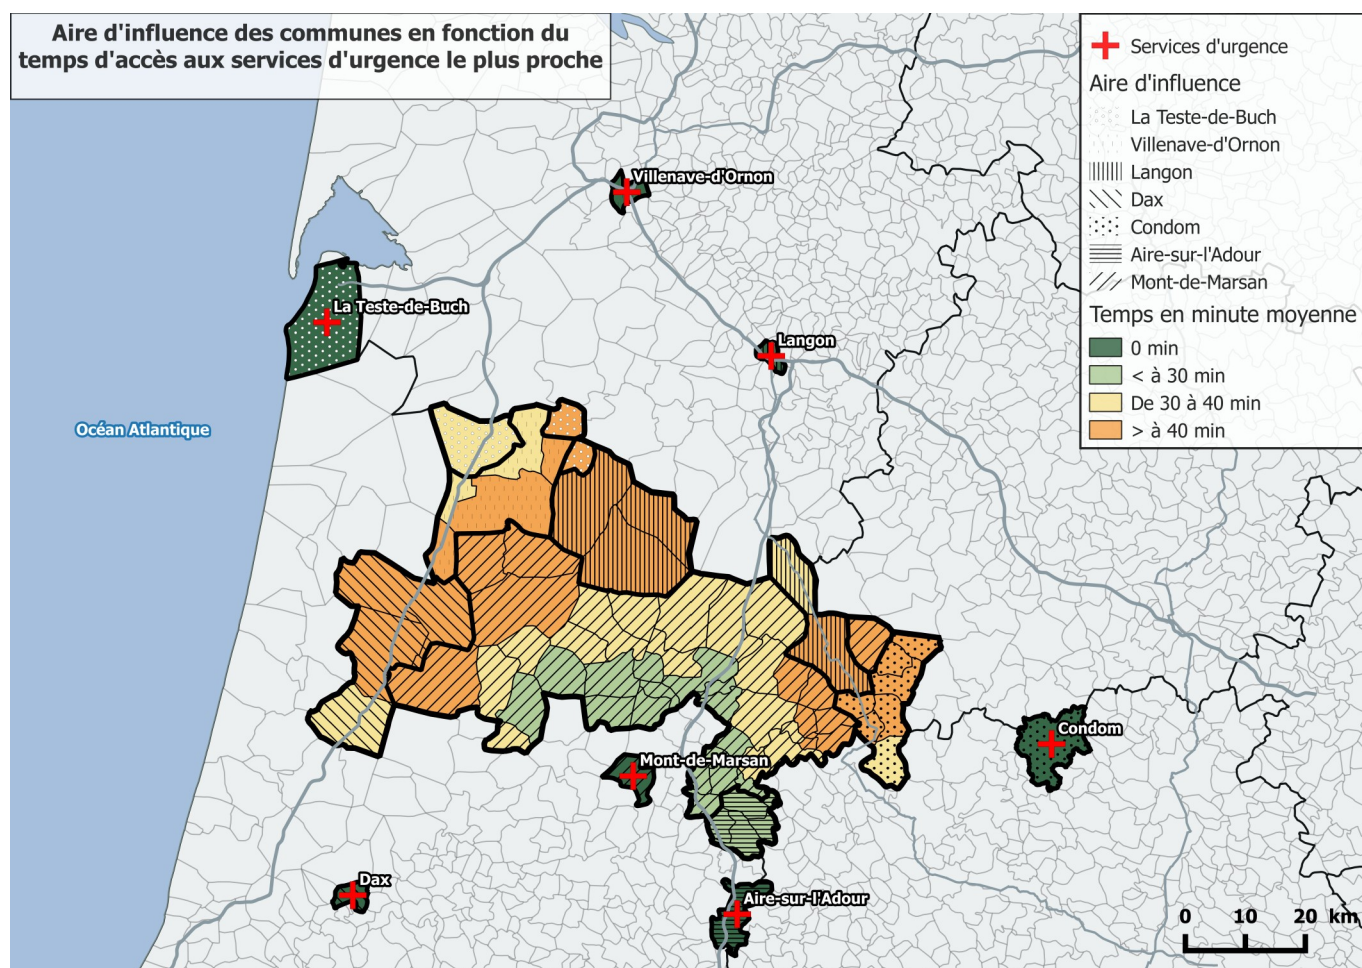 Aire d'influence des communes en fonction du
temps d'accès aux services d'urgence le plus proche
Services d'urgence
Aire d'influence
La Teste-de-Buch
Villenave-d'Ornon
Langon
Dax
Condom
Aire-sur-l'Adour
Mont-de-Marsan
Temps en minute moyenne
0 min
< à 30 min
De 30 à 40 min
> à 40 min
Villenave-d'Ornon
La Teste-de-Buch
Langon
Océan Atlantique
Condom
Mont-de-Marsan
Dax
Aire-sur-l'Adour
0 10 20 km